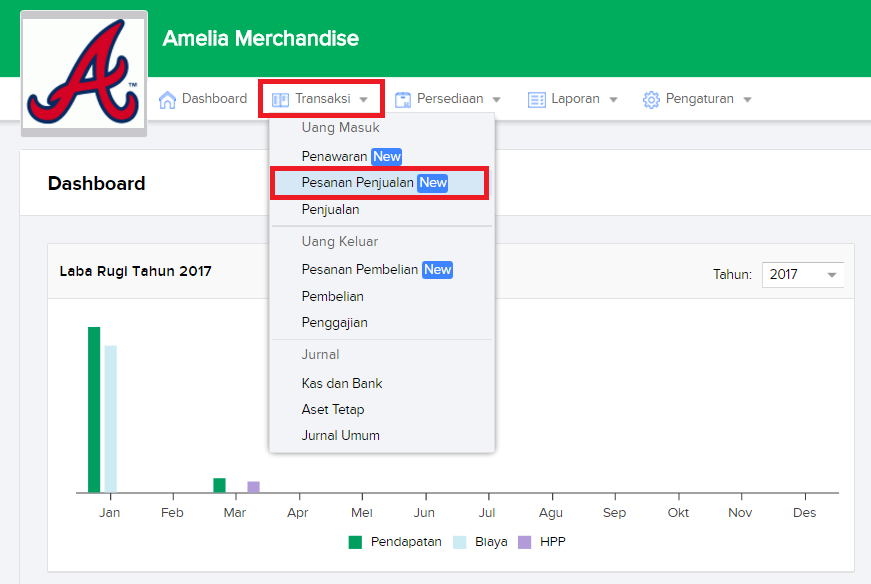 Amelia Merchandise
A™
Dashboard Transaksi Persediaan Laporan Pengaturan
Uang Masuk
Penawaran New
Pesanan Penjualan New
Penjualan
Uang Keluar
Pesanan Pembelian New
Pembelian
Penggajian
Jurnal
Kas dan Bank
Aset Tetap
Jurnal Umum
Dashboard
Laba Rugi Tahun 2017
Tahun: 2017
Jan Feb Mar Apr Mei Jun Jul Agu Sep Okt Nov Des
Pendapatan Biaya HPP